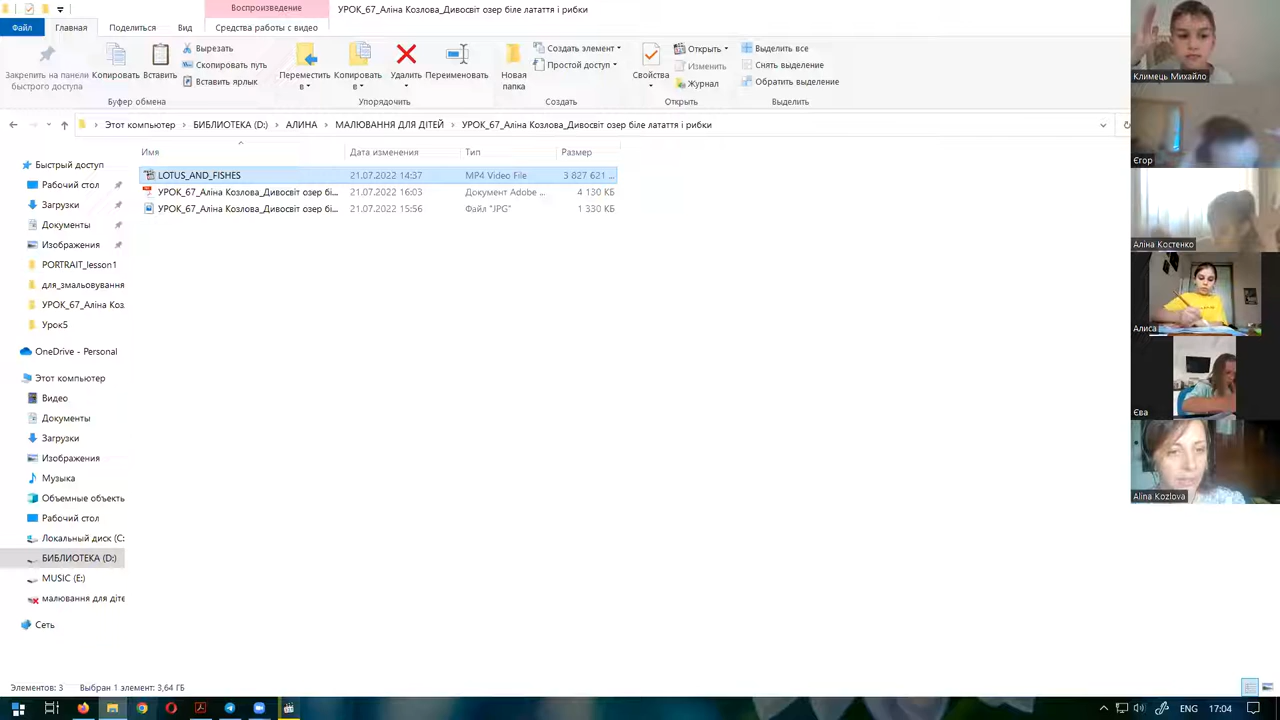 Воспроизведение
УРОК_67_Аліна Козлова_Дивосвіт озер біле латаття і рибки
Файл
Главная
Поделиться
Вид
Средства работы с видео
Закрепить на панели быстрого доступа
Копировать
Вставить
Вырезать
Скопировать путь
Вставить ярлык
Переместить в
Копировать в
Удалить
Переименовать
Новая папка
Создать элемент
Простой доступ
Свойства
Открыть
Изменить
Журнал
Выделить все
Снять выделение
Обратить выделение
Буфер обмена
Упорядочить
Создать
Открыть
Выделить
Этот компьютер > БИБЛИОТЕКА (D:) > АЛИНА > МАЛЮВАННЯ ДЛЯ ДІТЕЙ > УРОК_67_Аліна Козлова_Дивосвіт озер біле латаття і рибки
Имя Дата изменения Тип Размер
LOTUS_AND_FISHES 21.07.2022 14:37 MP4 Video File 3 827 621 ...
УРОК_67_Аліна Козлова_Дивосвіт озер бі... 21.07.2022 16:03 Документ Adobe ... 4 130 КБ
УРОК_67_Аліна Козлова_Дивосвіт озер бі... 21.07.2022 15:56 Файл "JPG" 1 330 КБ
Быстрый доступ
Рабочий стол
Загрузки
Документы
Изображения
PORTRAIT_lesson1
для_змальовування
УРОК_67_Аліна Коз
Урок5
OneDrive - Personal
Этот компьютер
Видео
Документы
Загрузки
Изображения
Музыка
Объемные объекть
Рабочий стол
Локальный диск (C:
БИБЛИОТЕКА (D:)
MUSIC (E:)
малювання для діте
Сеть
Элементов: 3 Выбран 1 элемент: 3,64 ГБ
Климець Михайло
Єгор
Аліна Костенко
Алиса
Єва
Alina Kozlova
ENG 17:04